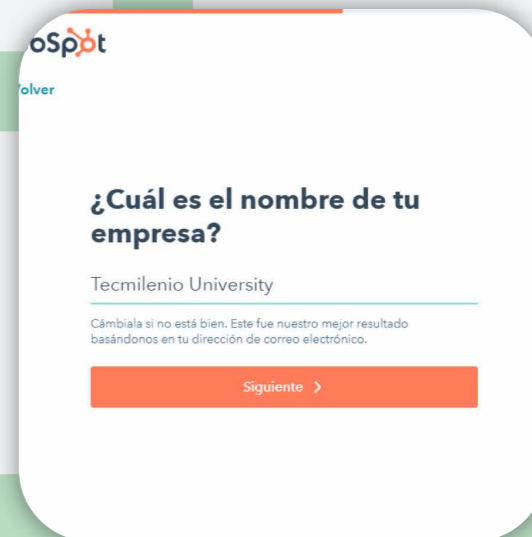 oSpot
Volver
¿Cuál es el nombre de tu
empresa?
Tecmilenio University
Cámbiala si no está bien. Este fue nuestro mejor resultado
basándonos en tu dirección de correo electrónico.
Siguiente >